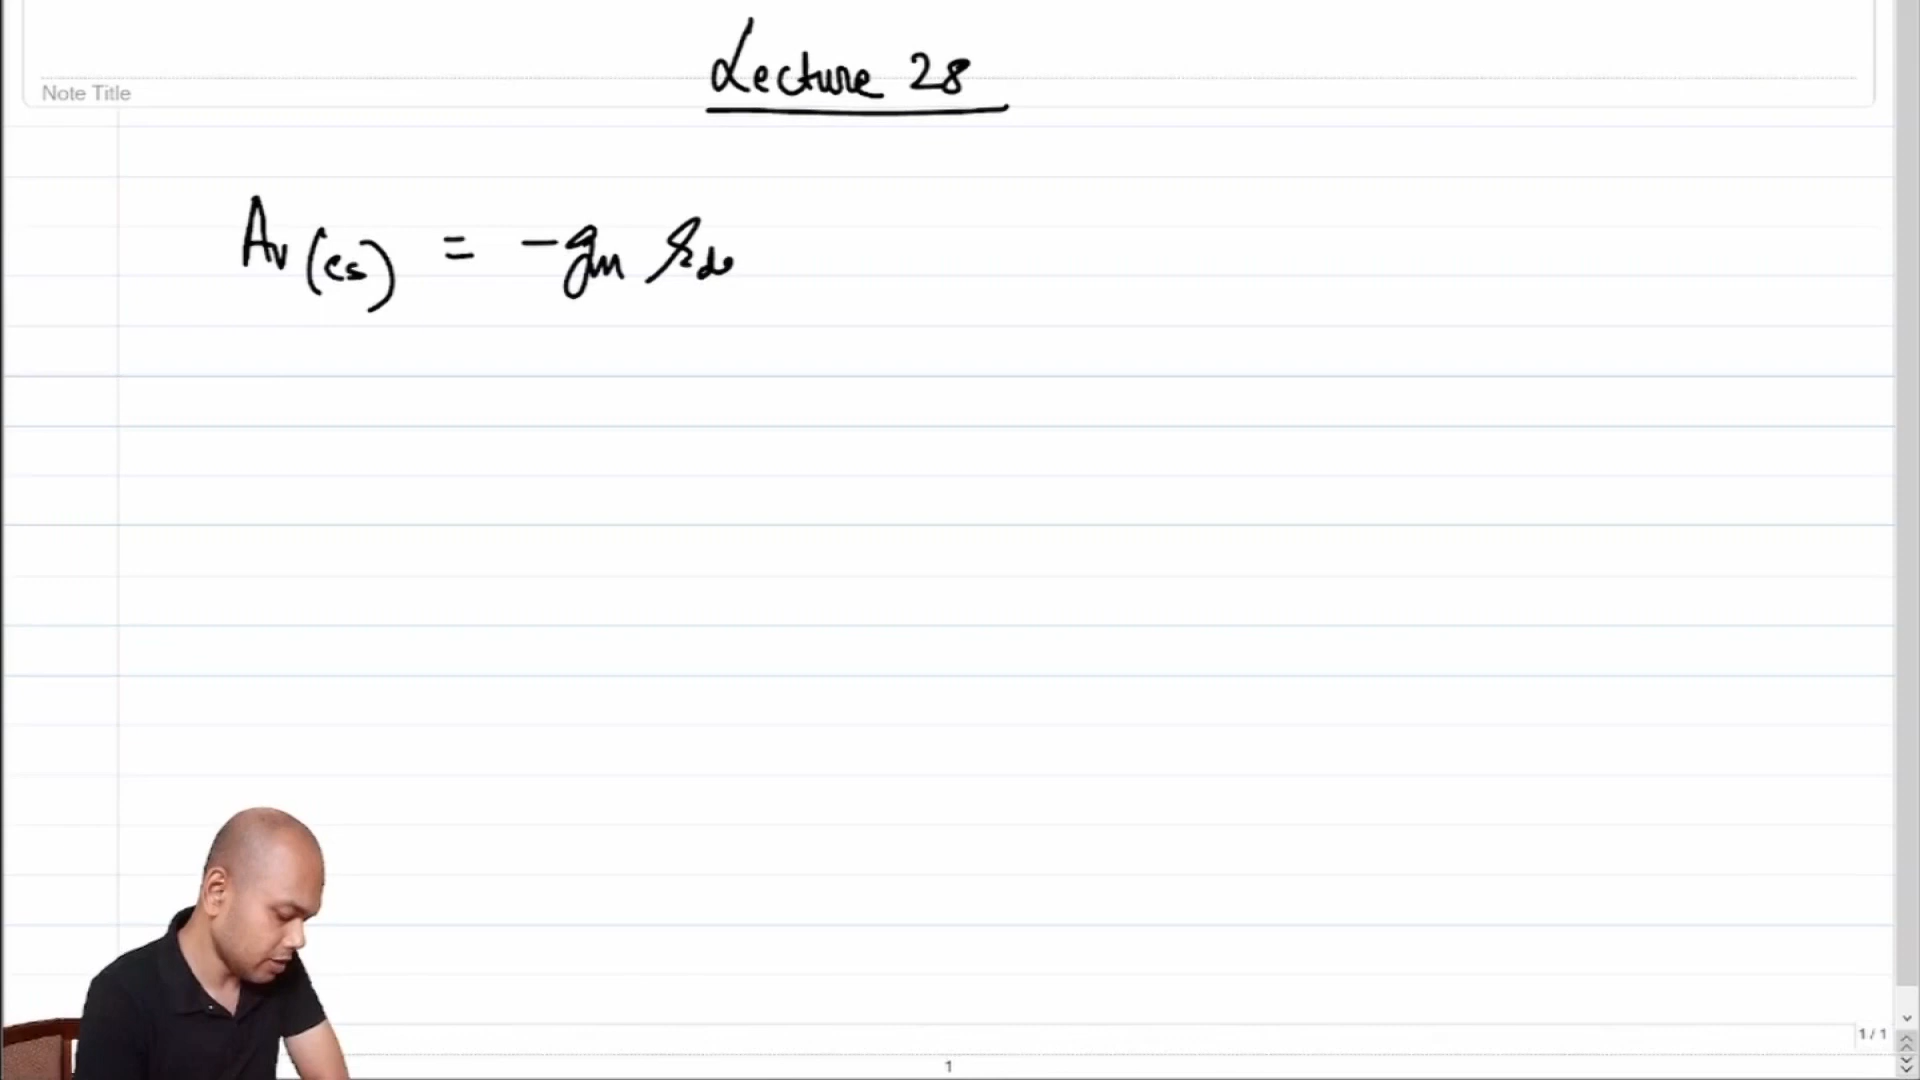 Lecture 28
Note Title
Av(cs) = -gm rds
1 / 1
1